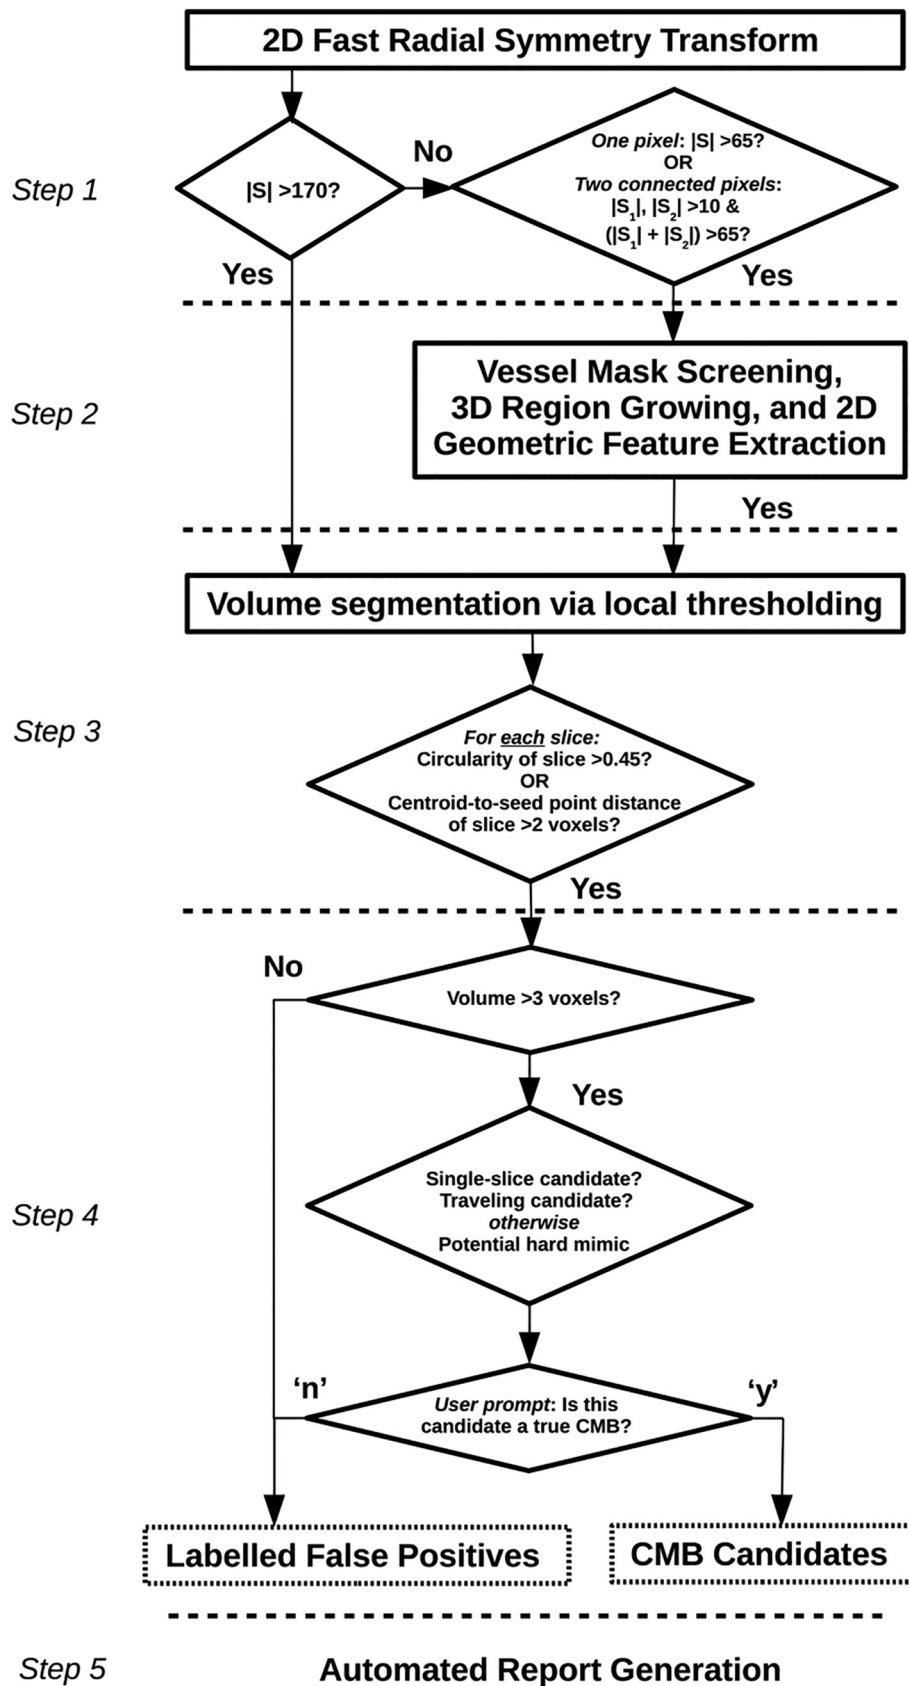 2D Fast Radial Symmetry Transform
Step 1
|S| >170?
No
One pixel: |S| >65?
OR
Two connected pixels:
|S1|, |S2| >10 &
(|S1| + |S2|) >65?
Yes
Yes
Step 2
Vessel Mask Screening,
3D Region Growing, and 2D
Geometric Feature Extraction
Yes
Volume segmentation via local thresholding
Step 3
For each slice:
Circularity of slice >0.45?
OR
Centroid-to-seed point distance
of slice >2 voxels?
Yes
No
Volume >3 voxels?
Yes
Step 4
Single-slice candidate?
Traveling candidate?
otherwise
Potential hard mimic
‘n’
User prompt: Is this
candidate a true CMB?
‘y’
Labelled False Positives
CMB Candidates
Step 5
Automated Report Generation